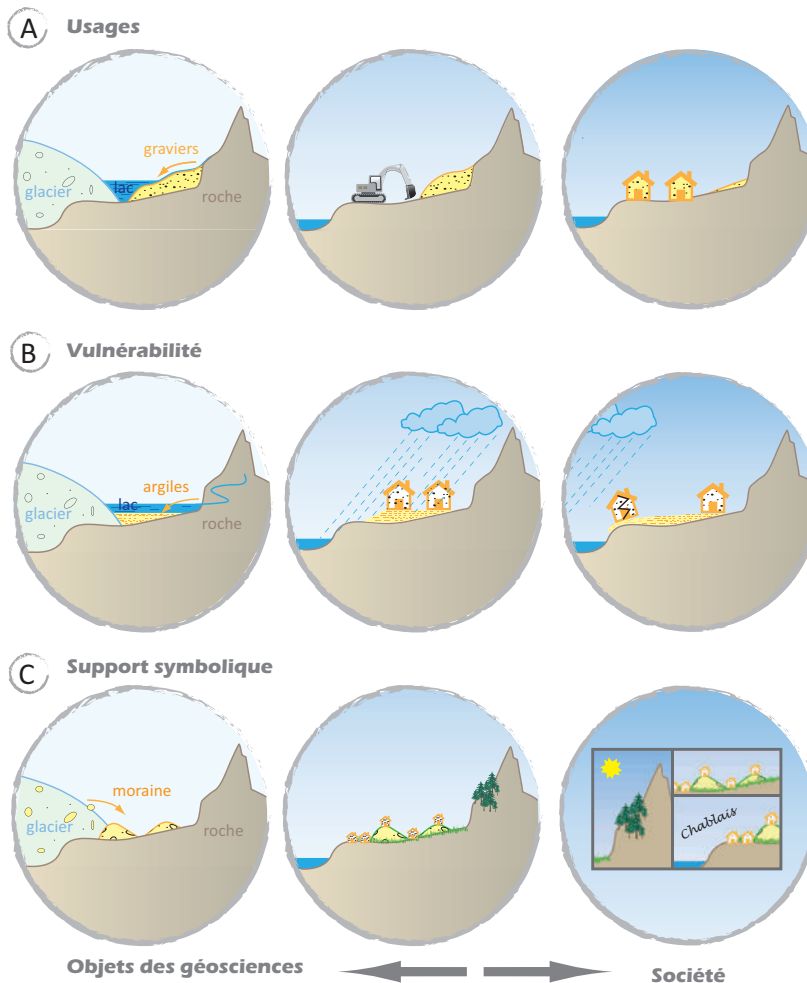 A Usages
graviers
lac
glacier
roche
B Vulnérabilité
argiles
lac
glacier
roche
C Support symbolique
moraine
glacier
roche
Chablais
Objets des géosciences
Société